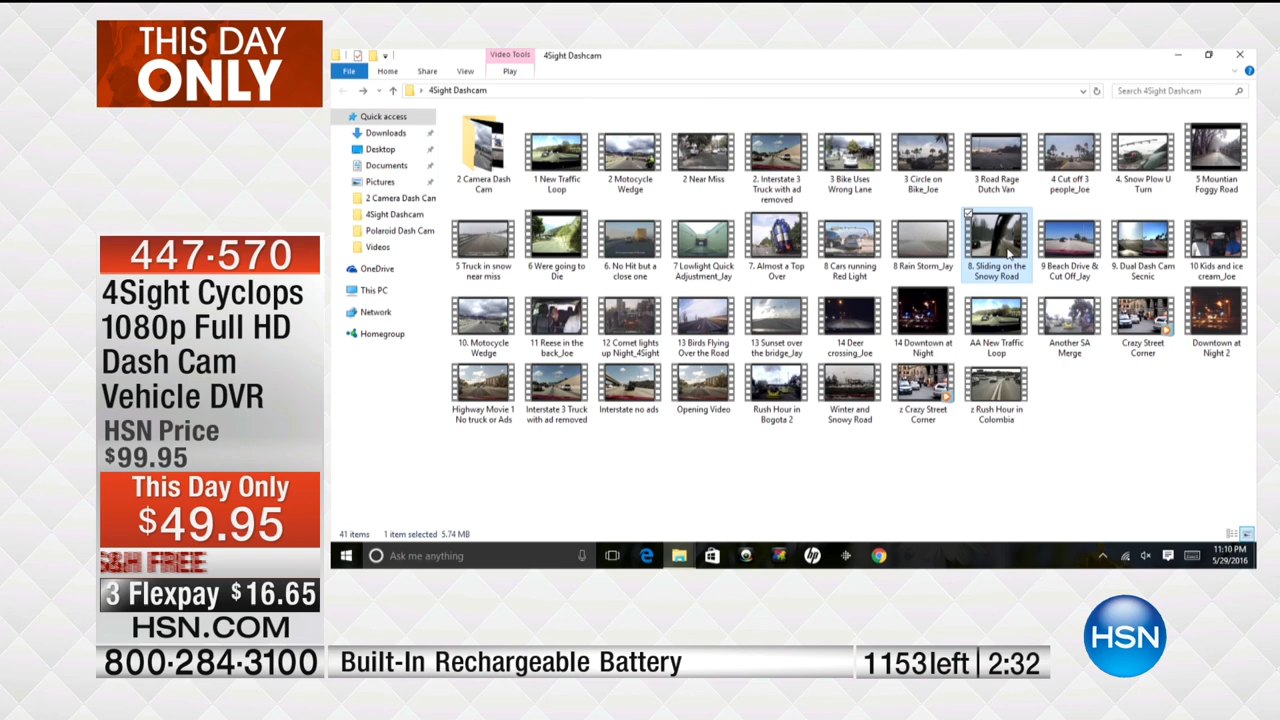 THIS DAY
ONLY
447·570
4Sight Cyclops
1080p Full HD
Dash Cam
Vehicle DVR
HSN Price
$99.95
This Day Only
$49.95
S&H FREE
3 Flexpay $16.65
HSN.COM
800·284·3100
Built-In Rechargeable Battery
1153left
2:32
HSN
Video Tools
4Sight Dashcam
File
Home
Share
View
Play
4Sight Dashcam
Search 4Sight Dashcam
Quick access
Downloads
Desktop
Documents
Pictures
2 Camera Dash Can
4Sight Dashcam
Polaroid Dash Cam
Videos
OneDrive
This PC
Network
Homegroup
2 Camera Dash
Cam
1 New Traffic
Loop
2 Motocycle
Wedge
2 Near Miss
2. Interstate 3
Truck with ad
removed
3 Bike Uses
Wrong Lane
3 Circle on
Bike_Joe
3 Road Rage
Dutch Van
4 Cut off 3
people_Joe
4. Snow Plow U
Turn
5 Mountian
Foggy Road
5 Truck in snow
near miss
6 Were going to
Die
6. No Hit but a
close one
7 Lowlight Quick
Adjustment_Jay
7. Almost a Top
Over
8 Cars running
Red Light
8 Rain Storm_Jay
8. Sliding on the
Snowy Road
9 Beach Drive &
Cut Off_Jay
9. Dual Dash Cam
Secnic
10 Kids and ice
cream_Joe
10. Motocycle
Wedge
11 Reese in the
back_Joe
12 Comet lights
up Night_4Sight
13 Birds Flying
Over the Road
13 Sunset over
the bridge_Jay
14 Deer
crossing_Joe
14 Downtown at
Night
AA New Traffic
Loop
Another SA
Merge
Crazy Street
Corner
Downtown at
Night 2
Highway Movie 1
No truck or Ads
Interstate 3 Truck
with ad removed
Interstate no ads
Opening Video
Rush Hour in
Bogota 2
Winter and
Snowy Road
z Crazy Street
Corner
z Rush Hour in
Colombia
41 items
1 item selected 5.74 MB
Ask me anything
hp
11:10 PM
5/29/2016